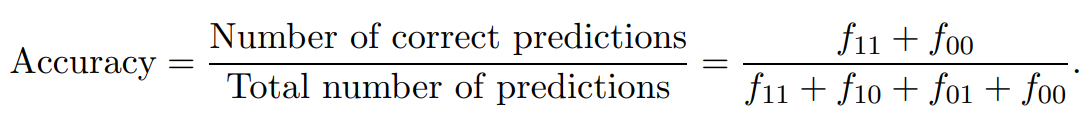 Accuracy = Number of correct predictions / Total number of predictions = f11 + f00 / f11 + f10 + f01 + f00.